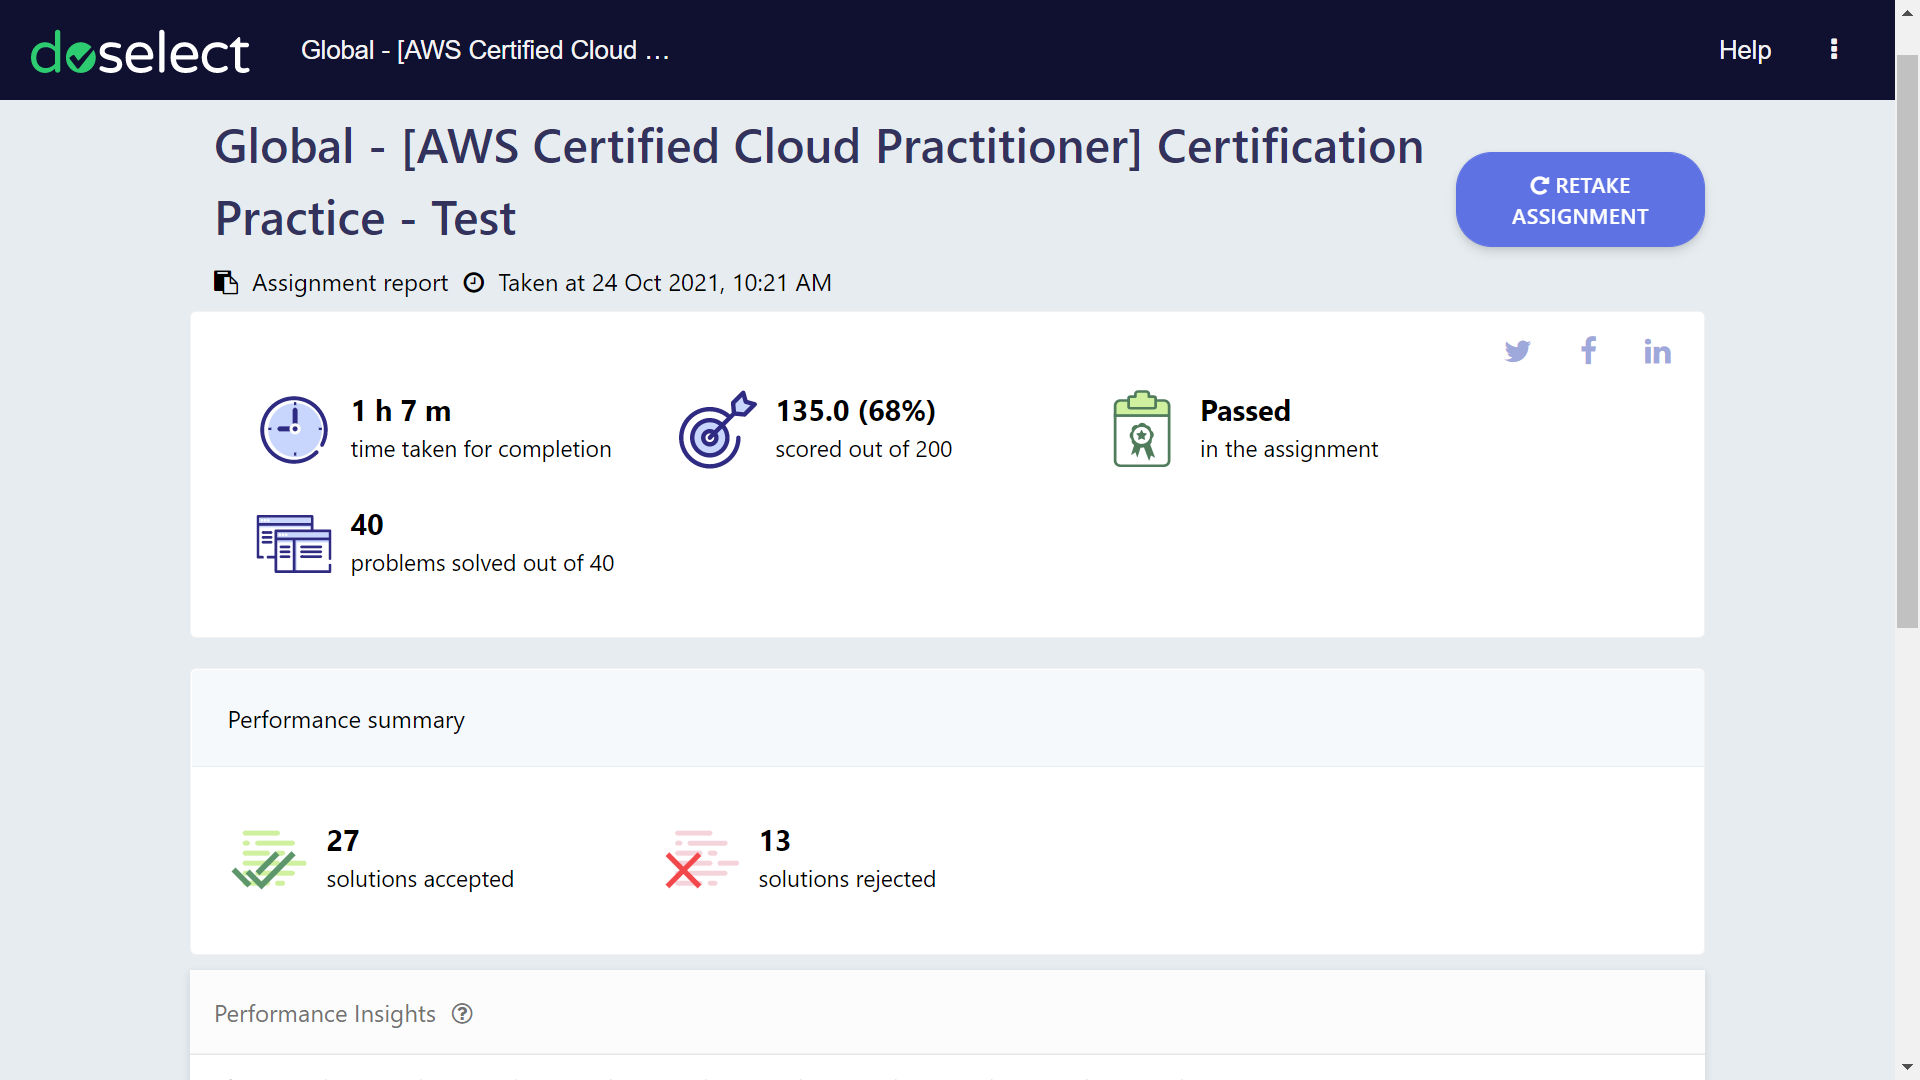 doselect
Global - [AWS Certified Cloud ...
Help
Global - [AWS Certified Cloud Practitioner] Certification
Practice - Test
RETAKE
ASSIGNMENT
Assignment report Taken at 24 Oct 2021, 10:21 AM
1 h 7 m
time taken for completion
135.0 (68%)
scored out of 200
Passed
in the assignment
40
problems solved out of 40
Performance summary
27
solutions accepted
13
solutions rejected
Performance Insights